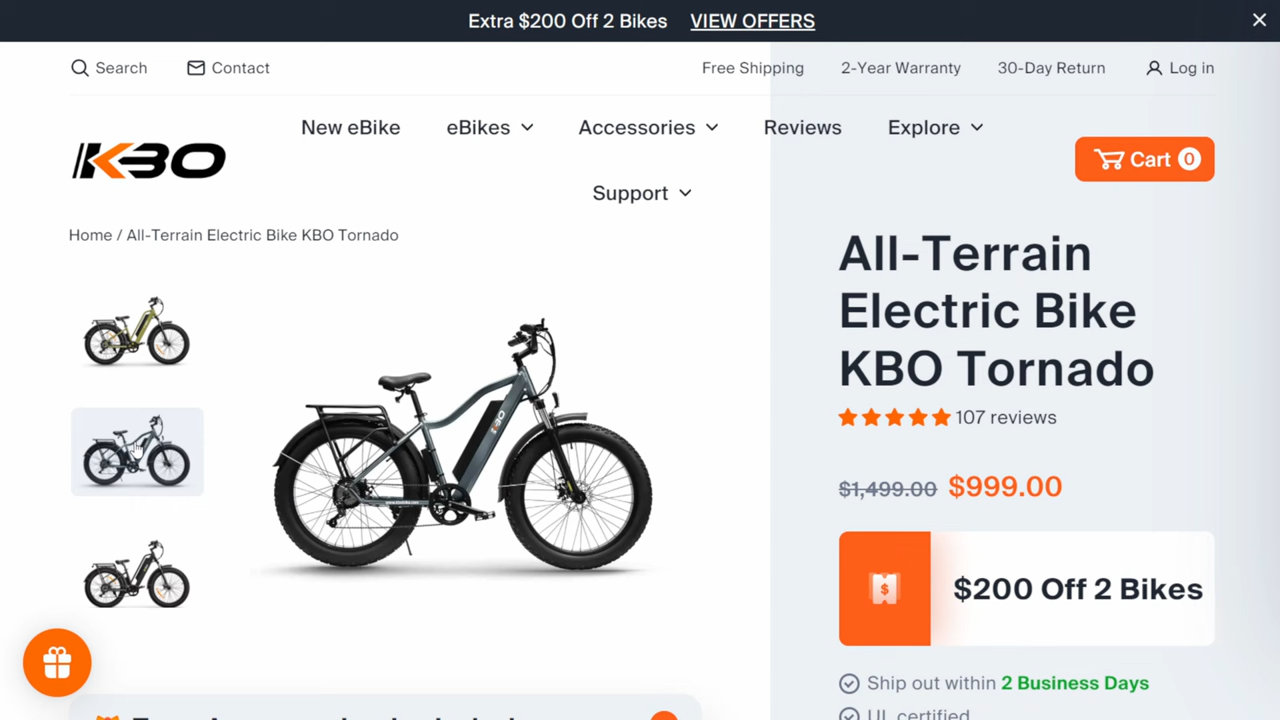 Extra $200 Off 2 Bikes VIEW OFFERS
Search Contact Free Shipping 2-Year Warranty 30-Day Return Log in
New eBike eBikes Accessories Reviews Explore
KBO
Cart 0
Support
Home / All-Terrain Electric Bike KBO Tornado
All-Terrain
Electric Bike
KBO Tornado
107 reviews
$1,499.00 $999.00
KBO
$200 Off 2 Bikes
Ship out within 2 Business Days
UL certified